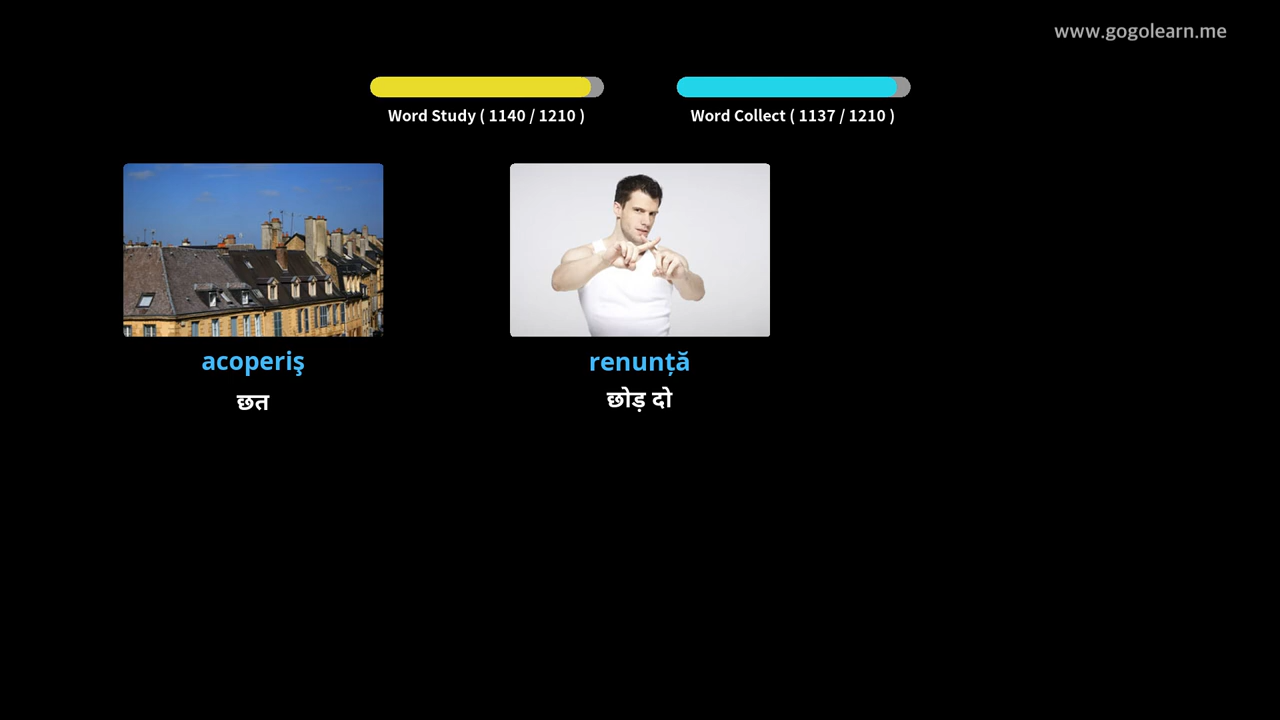 www.gogolearn.me
Word Study ( 1140 / 1210 )
Word Collect ( 1137 / 1210 )
acoperiş
छत
renunță
छोड़ दो